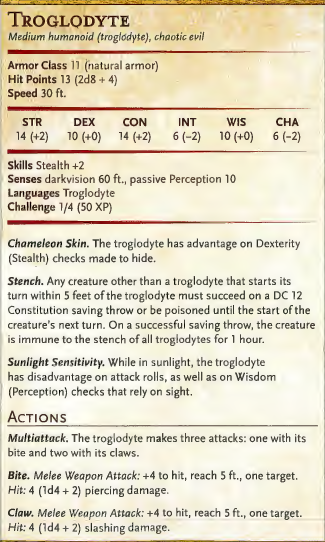 TROGLODYTE
Medium humanoid (troglodyte), chaotic evil
Armor Class 11 (natural armor)
Hit Points 13 (2d8 + 4)
Speed 30 ft.
STR DEX CON INT WIS CHA
14 (+2) 10 (+0) 14 (+2) 6 (−2) 10 (+0) 6 (−2)
Skills Stealth +2
Senses darkvision 60 ft., passive Perception 10
Languages Troglodyte
Challenge 1/4 (50 XP)
Chameleon Skin. The troglodyte has advantage on Dexterity
(Stealth) checks made to hide.
Stench. Any creature other than a troglodyte that starts its
turn within 5 feet of the troglodyte must succeed on a DC 12
Constitution saving throw or be poisoned until the start of the
creature's next turn. On a successful saving throw, the creature
is immune to the stench of all troglodytes for 1 hour.
Sunlight Sensitivity. While in sunlight, the troglodyte
has disadvantage on attack rolls, as well as on Wisdom
(Perception) checks that rely on sight.
ACTIONS
Multiattack. The troglodyte makes three attacks: one with its
bite and two with its claws.
Bite. Melee Weapon Attack: +4 to hit, reach 5 ft., one target.
Hit: 4 (1d4 + 2) piercing damage.
Claw. Melee Weapon Attack: +4 to hit, reach 5 ft., one target.
Hit: 4 (1d4 + 2) slashing damage.